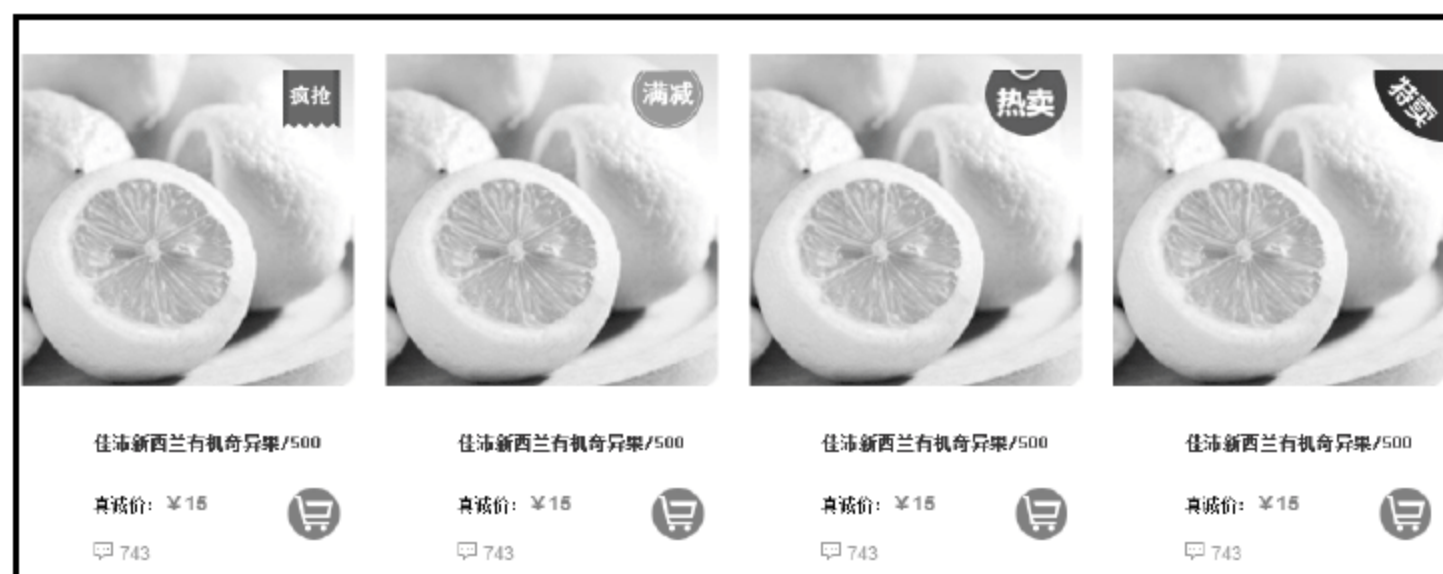 疯抢 满减 热卖 特卖
佳沛新西兰有机奇异果/500 佳沛新西兰有机奇异果/500 佳沛新西兰有机奇异果/500 佳沛新西兰有机奇异果/500
真诚价: ¥15 真诚价: ¥15 真诚价: ¥15 真诚价: ¥15
743 743 743 743